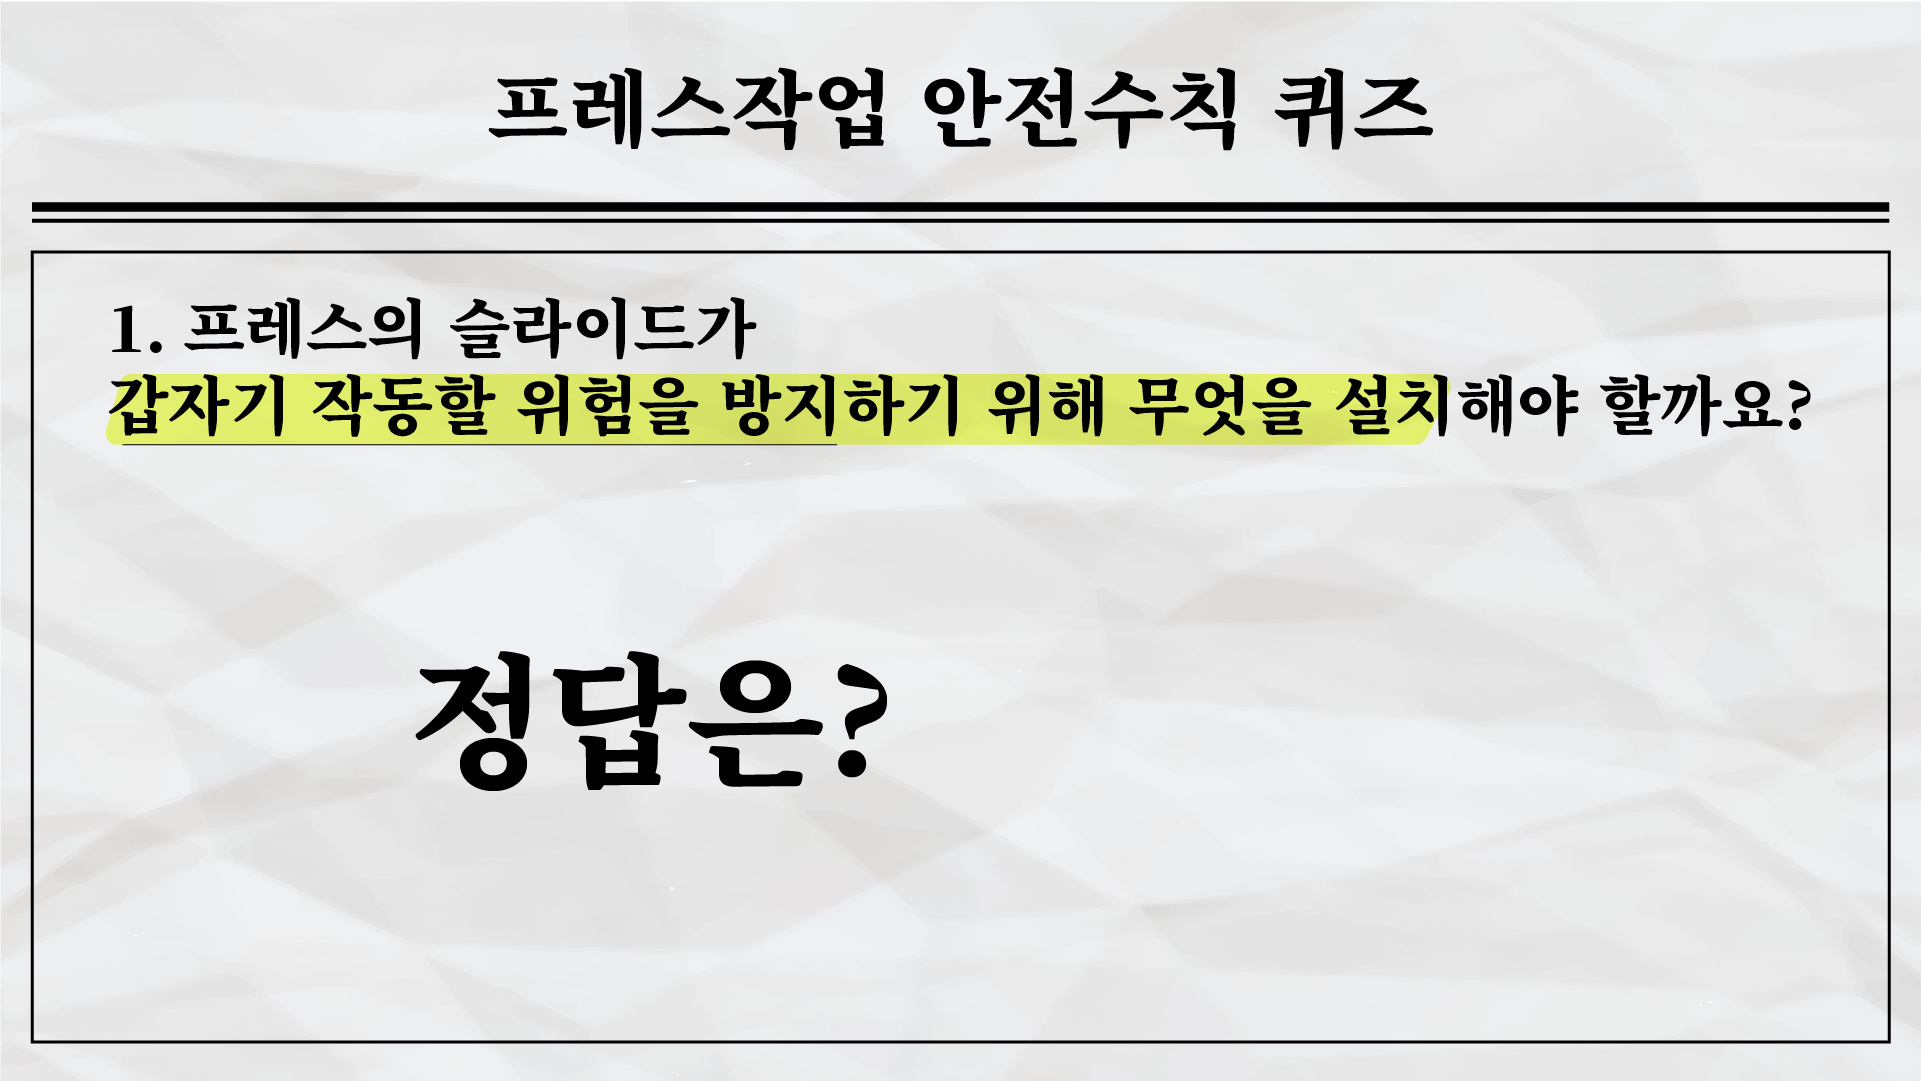 프레스작업 안전수칙 퀴즈
1. 프레스의 슬라이드가
갑자기 작동할 위험을 방지하기 위해 무엇을 설치해야 할까요?
정답은?